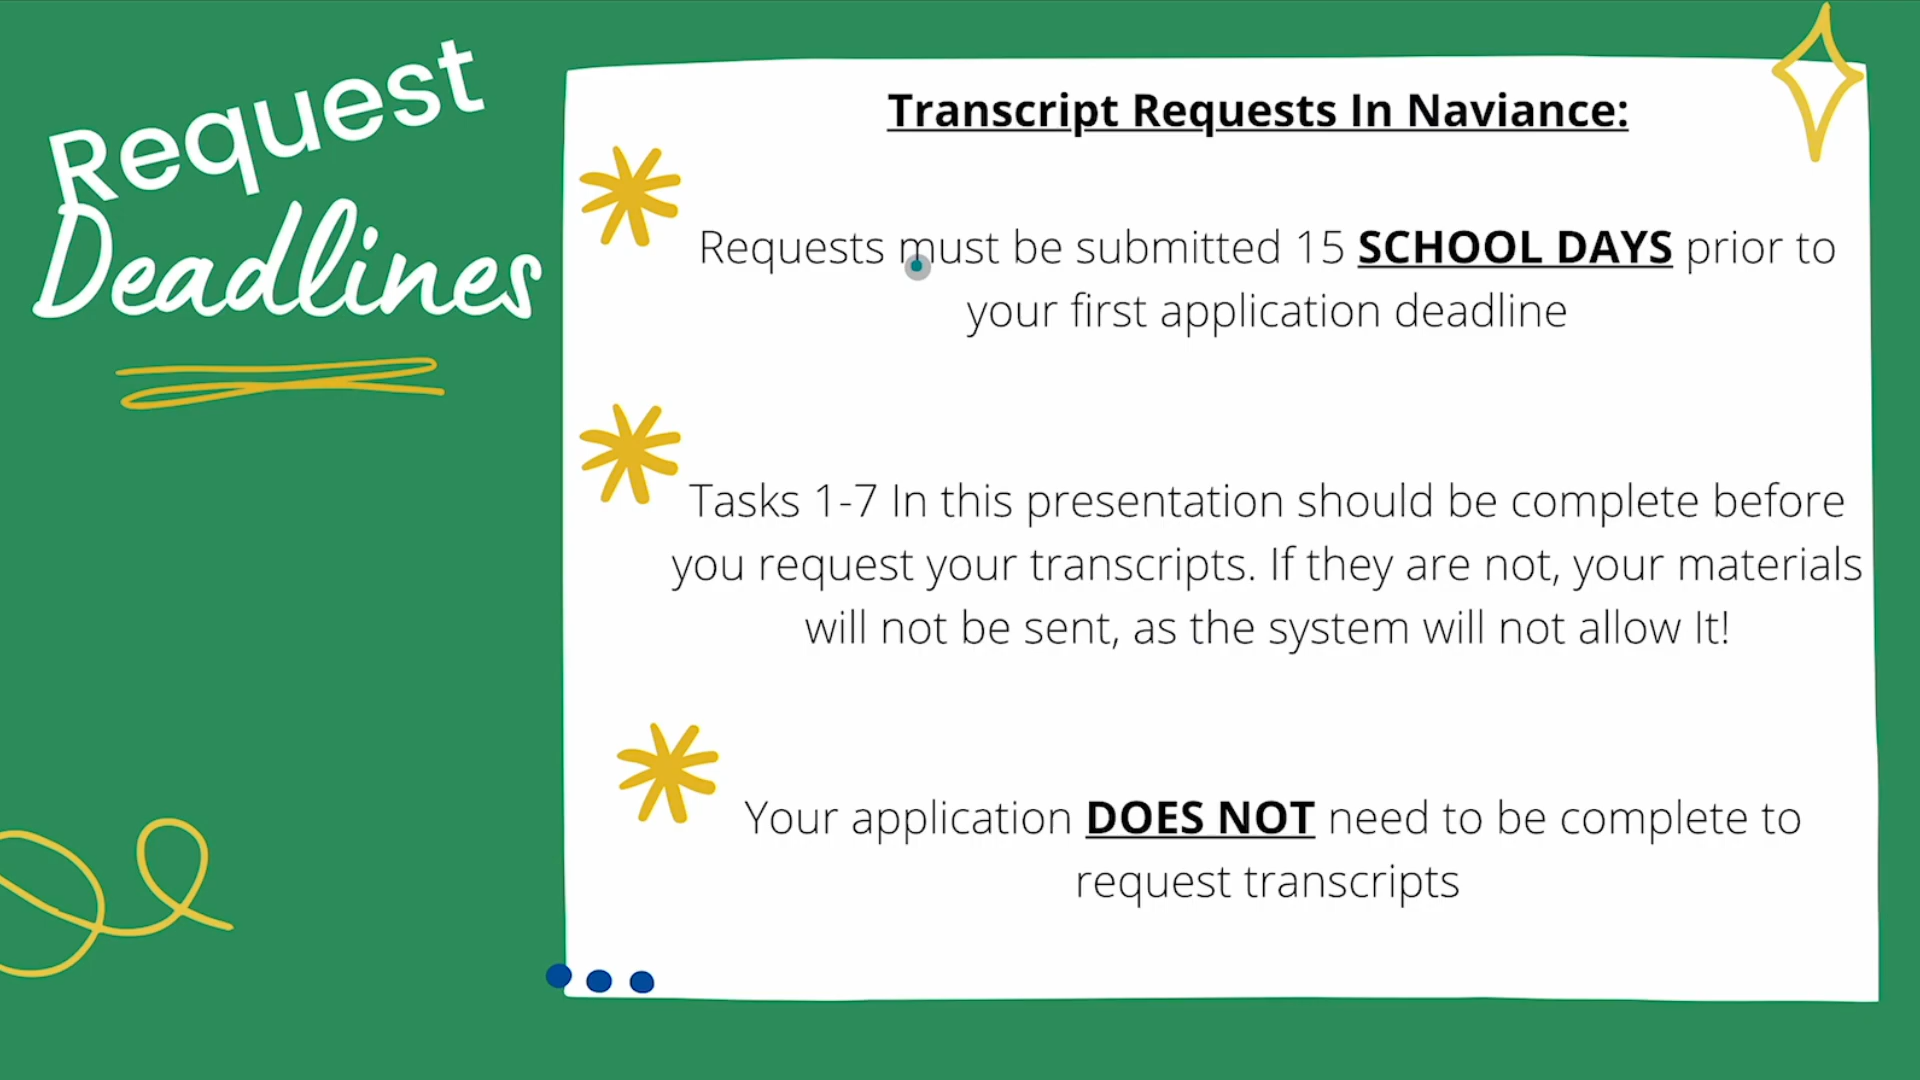 Request
Deadlines
Transcript Requests In Naviance:
Requests must be submitted 15 SCHOOL DAYS prior to
your first application deadline
Tasks 1-7 In this presentation should be complete before
you request your transcripts. If they are not, your materials
will not be sent, as the system will not allow It!
Your application DOES NOT need to be complete to
request transcripts